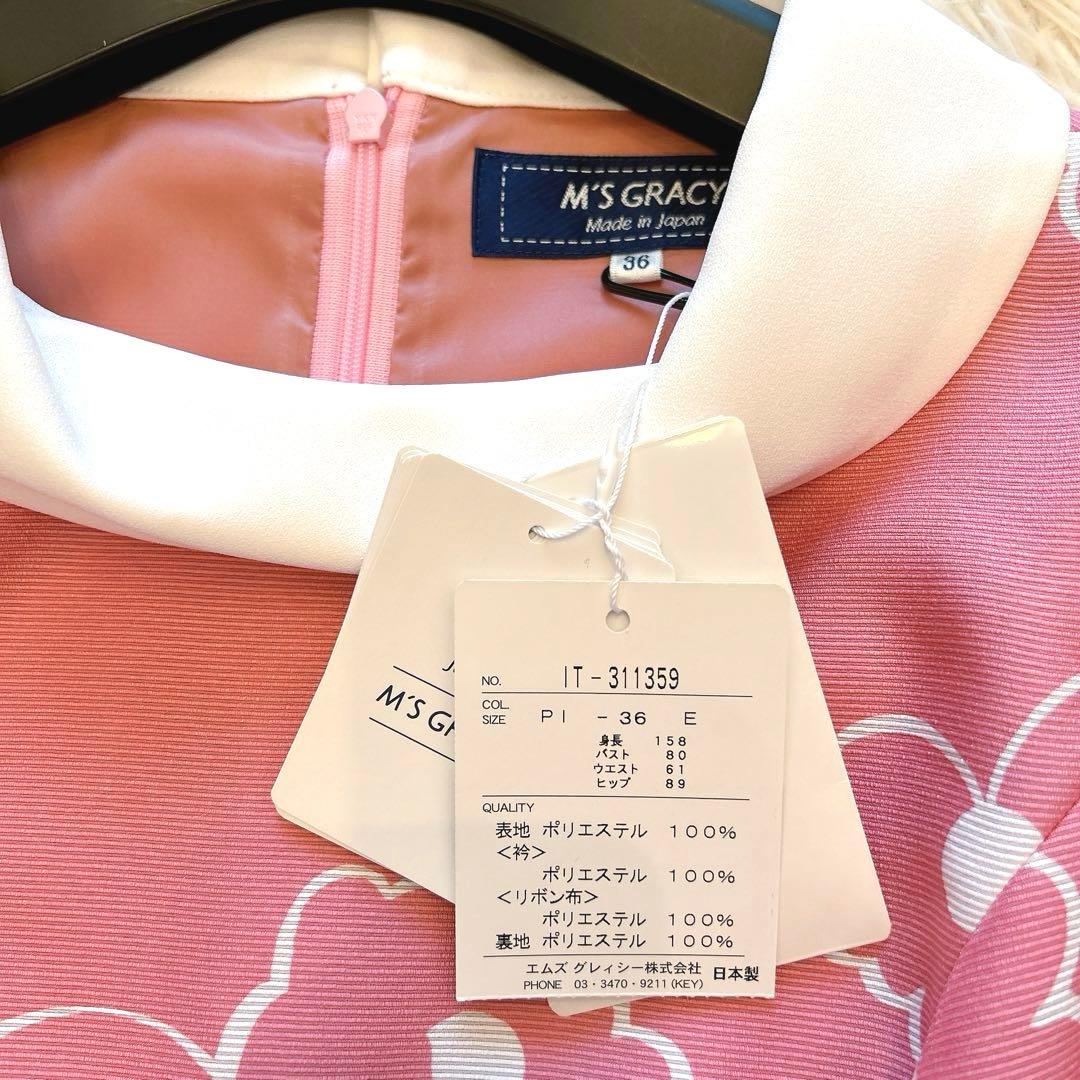 M'S GRACY
Made in Japan
36
M'S GR
NO. IT-311359
COL.
SIZE PI -36 E
身長 158
バスト 80
ウエスト 61
ヒップ 89
QUALITY
表地 ポリエステル 100%
<衿>
ポリエステル 100%
<リボン布>
ポリエステル 100%
裏地 ポリエステル 100%
エムズ グレィシー株式会社 日本製
PHONE 03・3470・9211(KEY)